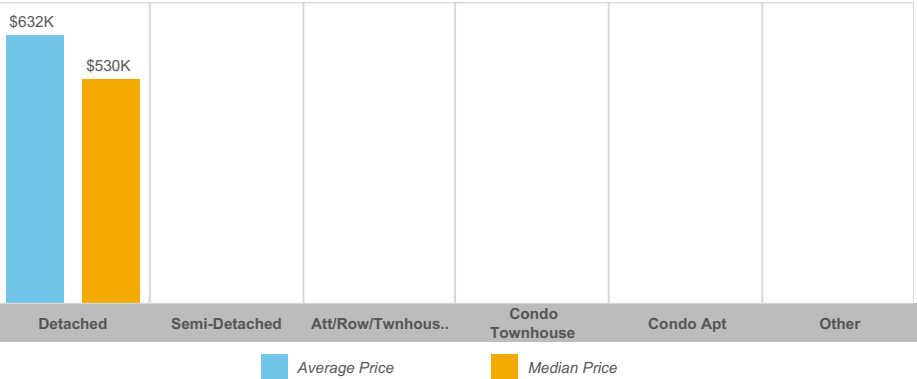 $632K
$530K
Detached
Semi-Detached
Att/Row/Twnhous..
Condo
Townhouse
Condo Apt
Other
Average Price
Median Price